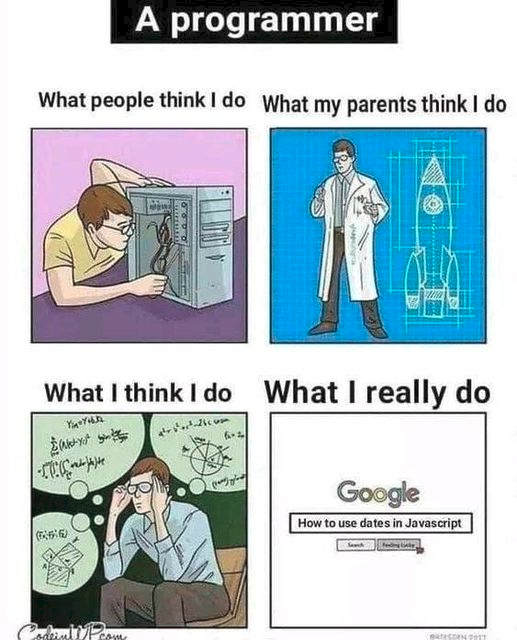 A programmer
What people think I do
What my parents think I do
What I think I do
What I really do
Google
How to use dates in Javascript
Search
Feeling Lucky